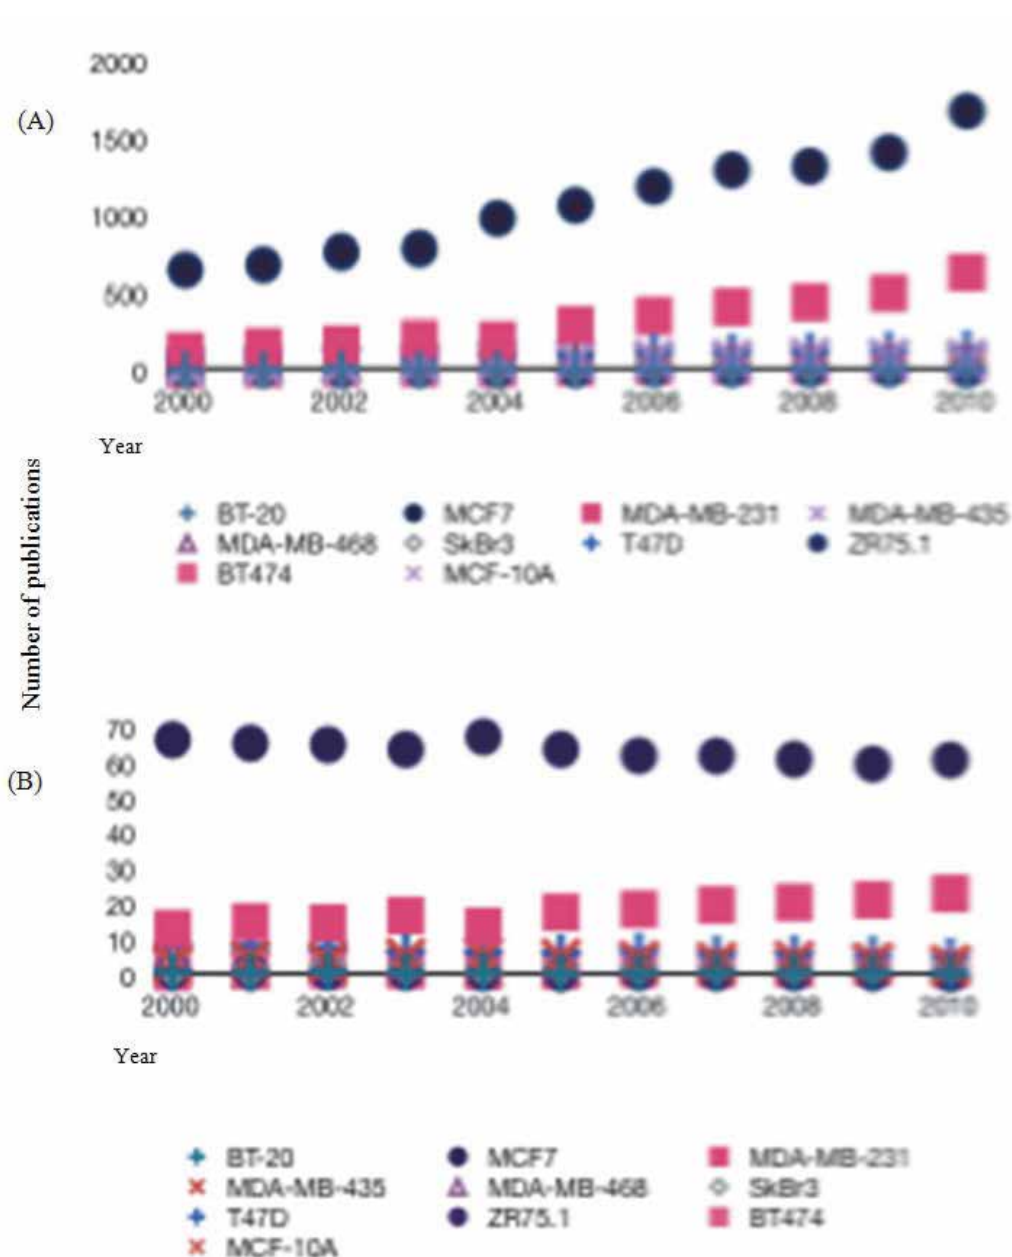 (A)
2000
1500
1000
500
0
2000 2002 2004 2006 2008 2010
Year
BT-20 MCF7 MDA-MB-231 MDA-MB-435
MDA-MB-468 SkBr3 T47D ZR75.1
BT474 MCF-10A
Number of publications
(B)
70
60
50
40
30
20
10
0
2000 2002 2004 2006 2008 2010
Year
BT-20 MCF7 MDA-MB-231
MDA-MB-435 MDA-MB-468 SkBr3
T47D ZR75.1 BT474
MCF-10A